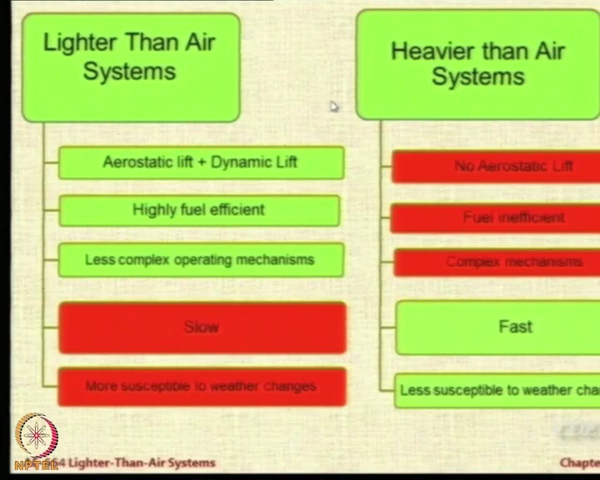 Lighter Than Air
Systems
Aerostatic lift + Dynamic Lift
Highly fuel efficient
Less complex operating mechanisms
Slow
More susceptible to weather changes
Heavier than Air
Systems
No Aerostatic Lift
Fuel inefficient
Complex mechanisms
Fast
Less susceptible to weather cha
NPTEL
64 Lighter-Than-Air Systems
Chapte